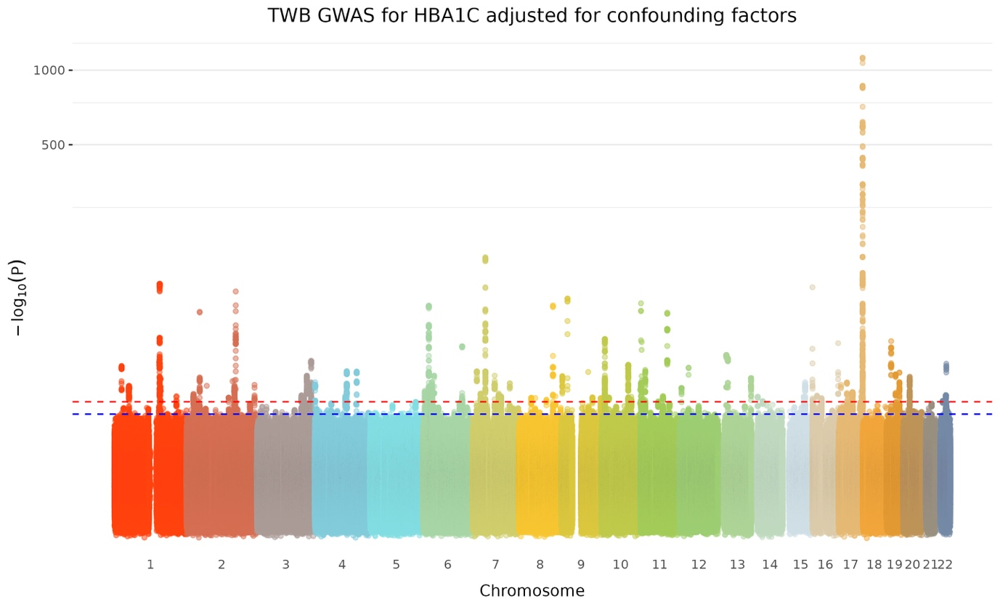 TWB GWAS for HBA1C adjusted for confounding factors
1000
500
−log₁₀(P)
1 2 3 4 5 6 7 8 9 10 11 12 13 14 15 16 17 18 19 20 21 22
Chromosome